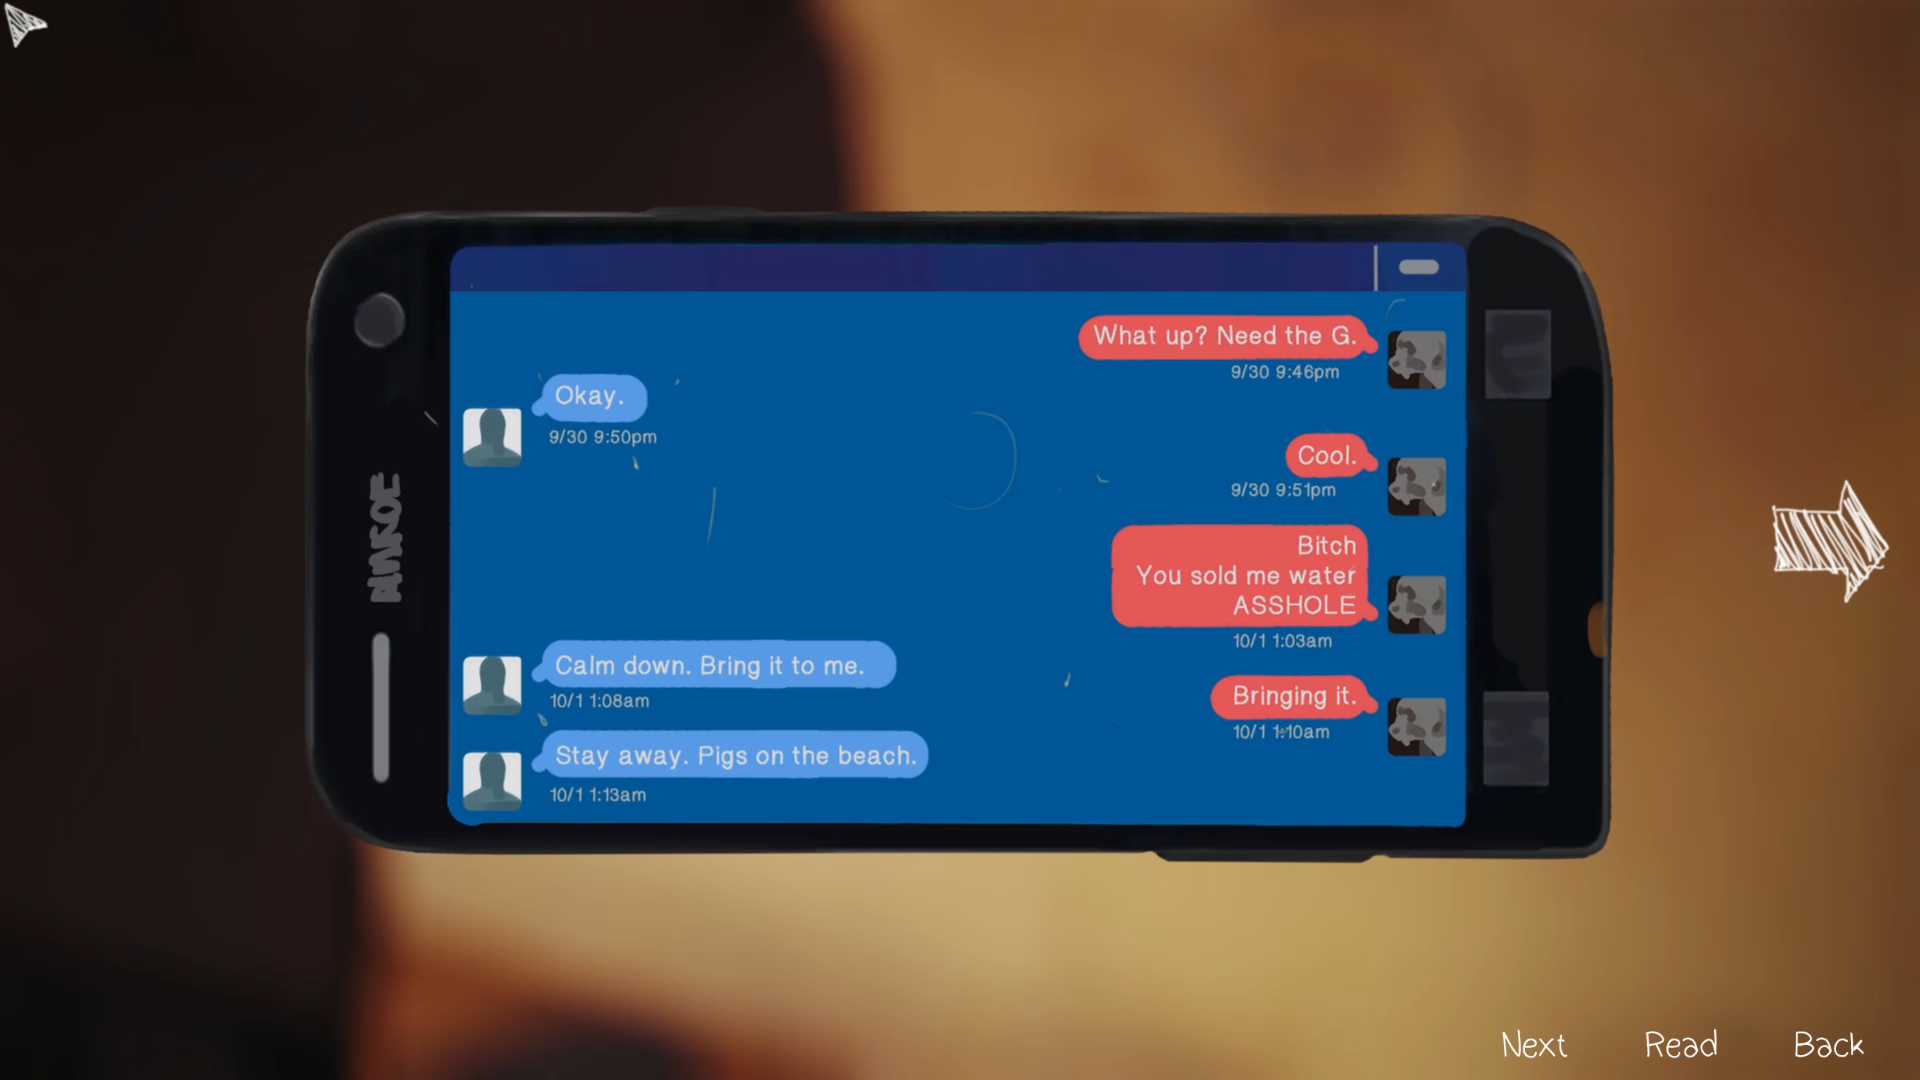 What up? Need the G.
9/30 9:46pm
Okay.
9/30 9:50pm
Cool.
9/30 9:51pm
Bitch
You sold me water
ASSHOLE
10/1 1:03am
Calm down. Bring it to me.
10/1 1:08am
Bringing it.
10/1 1:10am
Stay away. Pigs on the beach.
10/1 1:13am
Next Read Back